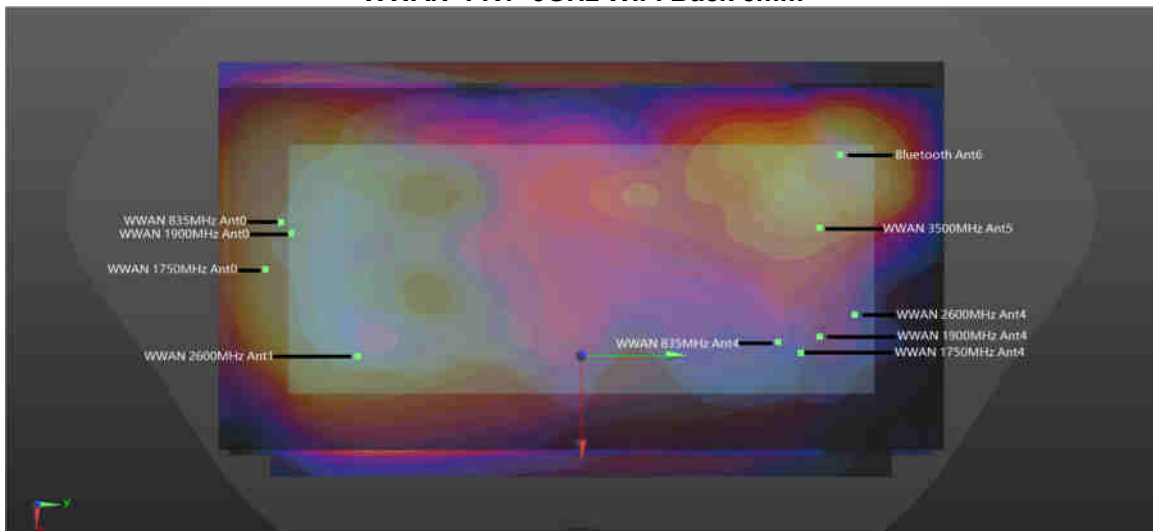 Bluetooth Ant6
WWAN 835MHz Ant0
WWAN 1900MHz Ant0
WWAN 3500MHz Ant5
WWAN 1750MHz Ant0
WWAN 2600MHz Ant4
WWAN 1900MHz Ant4
WWAN 835MHz Ant4
WWAN 1750MHz Ant4
WWAN 2600MHz Ant1
y